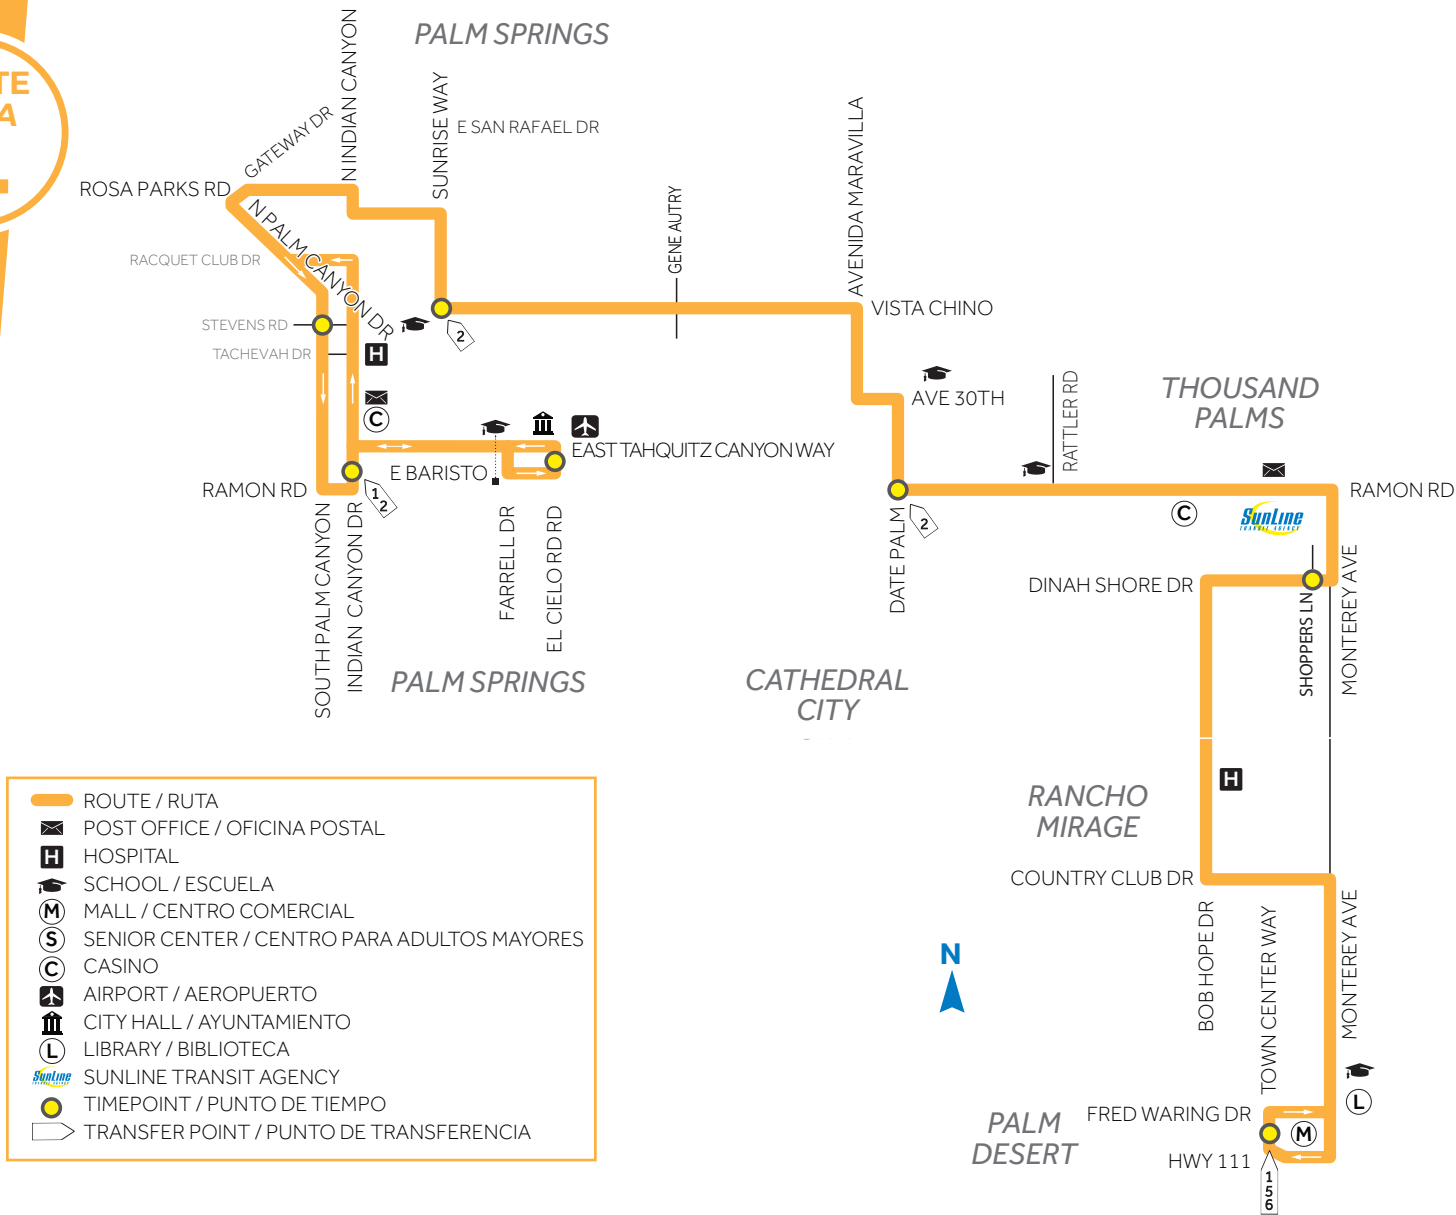 PALM SPRINGS
N INDIAN CANYON
TE
A
GATEWAY DR
SUNRISE WAY
E SAN RAFAEL DR
AVENIDA MARAVILLA
ROSA PARKS RD
N PALM CANYON DR
GENE AUTRY
RACQUET CLUB DR
VISTA CHINO
STEVENS RD
2
TACHEVAH DR
H
C
AVE 30TH
RATTLER RD
THOUSAND
PALMS
EAST TAHQUITZ CANYON WAY
E BARISTO
RAMON RD
1
2
RAMON RD
2
C
SunLine
TRANSIT AGENCY
SOUTH PALM CANYON
INDIAN CANYON DR
FARRELL DR
EL CIELO RD RD
DATE PALM
DINAH SHORE DR
SHOPPERS LN
MONTEREY AVE
PALM SPRINGS
CATHEDRAL
CITY
RANCHO
MIRAGE
H
COUNTRY CLUB DR
BOB HOPE DR
TOWN CENTER WAY
MONTEREY AVE
N
L
FRED WARING DR
M
PALM
DESERT
HWY 111
1
5
6
ROUTE / RUTA
POST OFFICE / OFICINA POSTAL
H HOSPITAL
SCHOOL / ESCUELA
M MALL / CENTRO COMERCIAL
S SENIOR CENTER / CENTRO PARA ADULTOS MAYORES
C CASINO
AIRPORT / AEROPUERTO
CITY HALL / AYUNTAMIENTO
L LIBRARY / BIBLIOTECA
SunLine SUNLINE TRANSIT AGENCY
TIMEPOINT / PUNTO DE TIEMPO
TRANSFER POINT / PUNTO DE TRANSFERENCIA